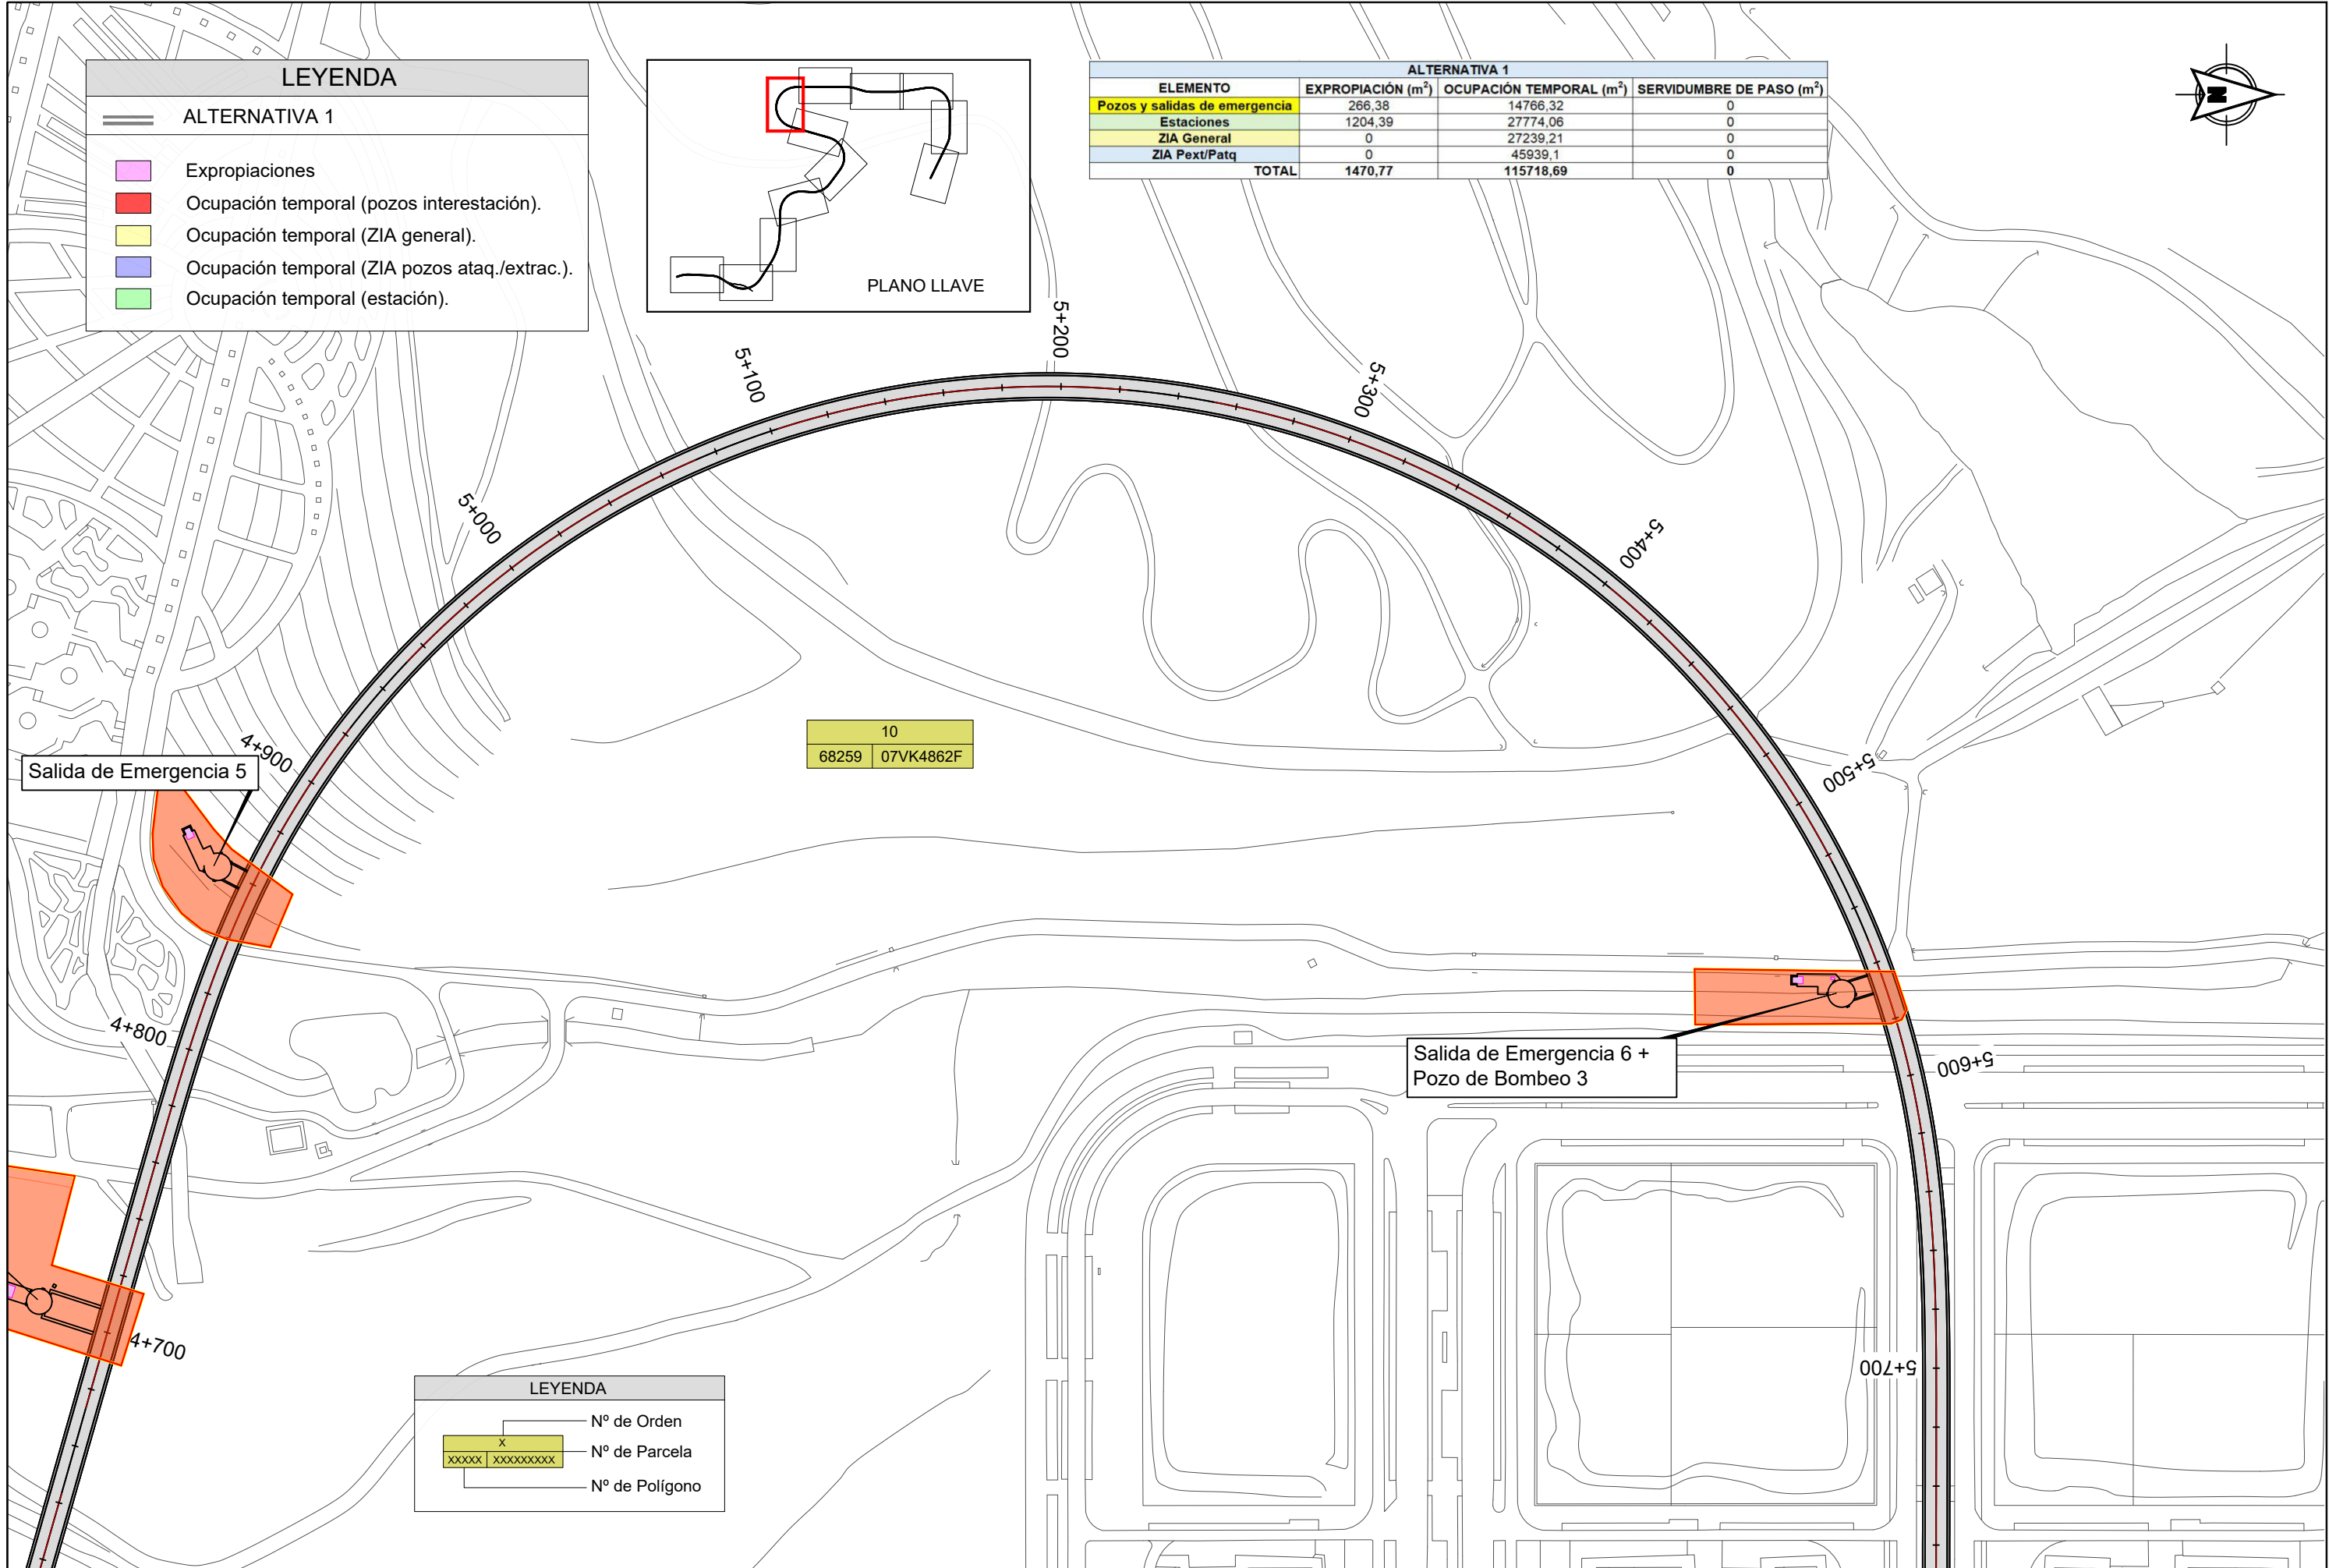 LEYENDA
ALTERNATIVA 1
Expropiaciones
Ocupación temporal (pozos interestación).
Ocupación temporal (ZIA general).
Ocupación temporal (ZIA pozos ataq./extrac.).
Ocupación temporal (estación).
PLANO LLAVE
ALTERNATIVA 1
ELEMENTO EXPROPIACIÓN (m²) OCUPACIÓN TEMPORAL (m²) SERVIDUMBRE DE PASO (m²)
Pozos y salidas de emergencia 266,38 14766,32 0
Estaciones 1204,39 27774,06 0
ZIA General 0 27239,21 0
ZIA Pext/Patq 0 45939,1 0
TOTAL 1470,77 115718,69 0
N
5+200
5+100
5+300
5+000
5+400
4+900
5+500
10
68259 07VK4862F
Salida de Emergencia 5
4+800
Salida de Emergencia 6 +
Pozo de Bombeo 3
5+600
4+700
5+700
LEYENDA
Nº de Orden
X
Nº de Parcela
XXXXX XXXXXXXXX
Nº de Polígono